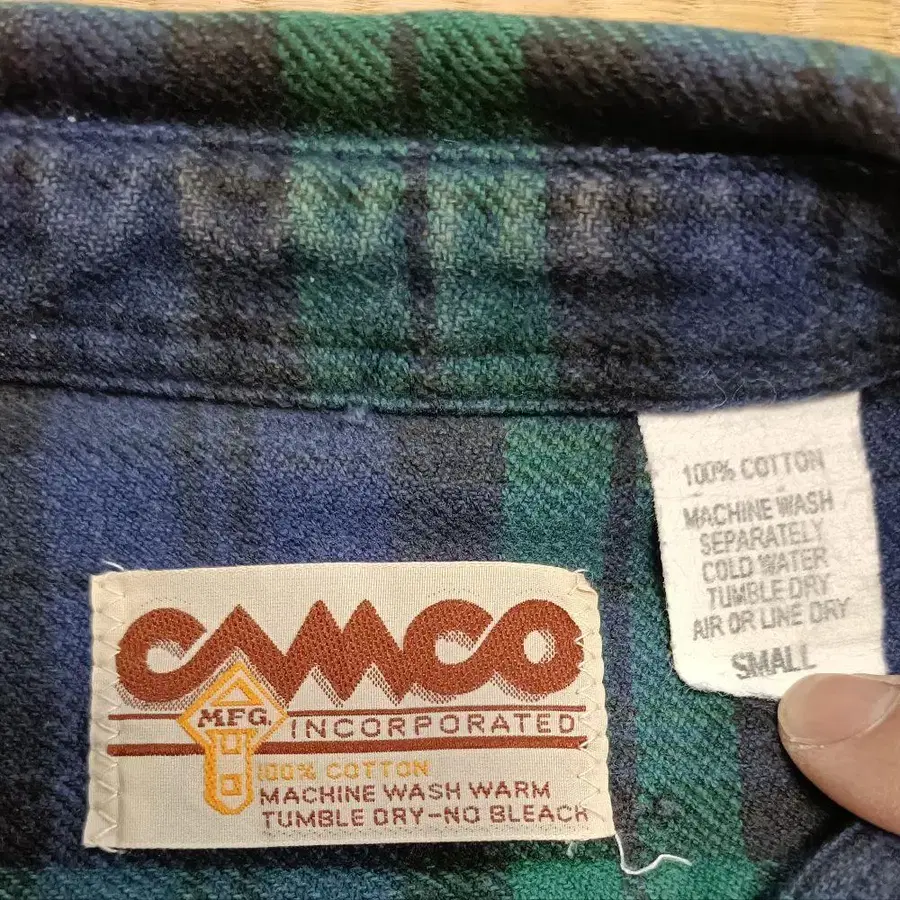 100% COTTON
MACHINE WASH
SEPARATELY
COLD WATER
TUMBLE DRY
AIR OR LINE DRY
SMALL
CAMCO
MFG.
INCORPORATED
100% COTTON
MACHINE WASH WARM
TUMBLE DRY-NO BLEACH